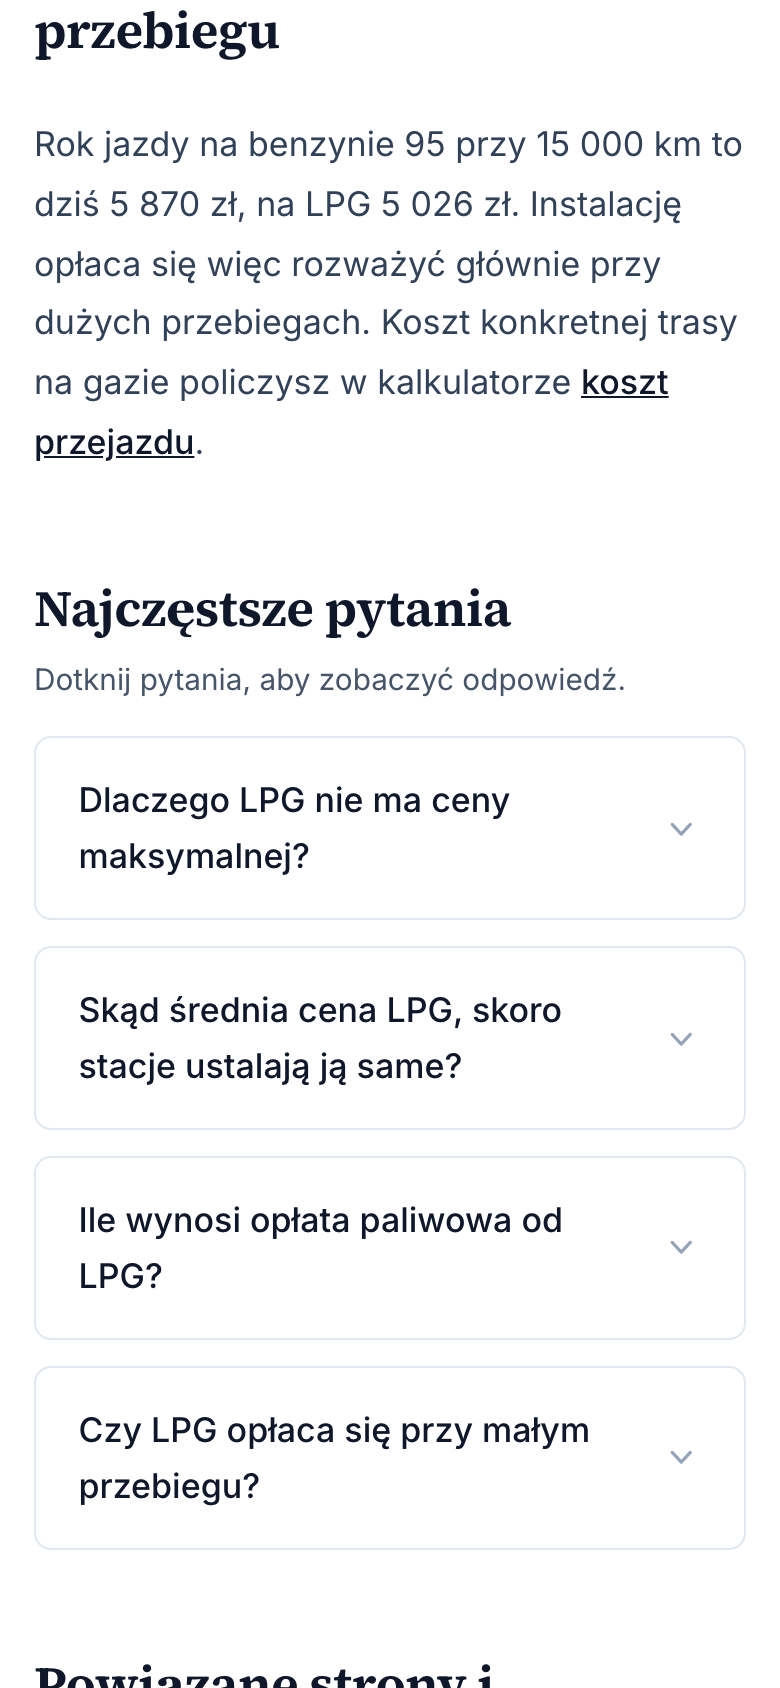 przebiegu
Rok jazdy na benzynie 95 przy 15 000 km to
dziś 5 870 zł, na LPG 5 026 zł. Instalację
opłaca się więc rozważyć głównie przy
dużych przebiegach. Koszt konkretnej trasy
na gazie policzysz w kalkulatorze koszt
przejazdu.
Najczęstsze pytania
Dotknij pytania, aby zobaczyć odpowiedź.
Dlaczego LPG nie ma ceny
maksymalnej?
Skąd średnia cena LPG, skoro
stacje ustalają ją same?
Ile wynosi opłata paliwowa od
LPG?
Czy LPG opłaca się przy małym
przebiegu?
Powiązane strony i